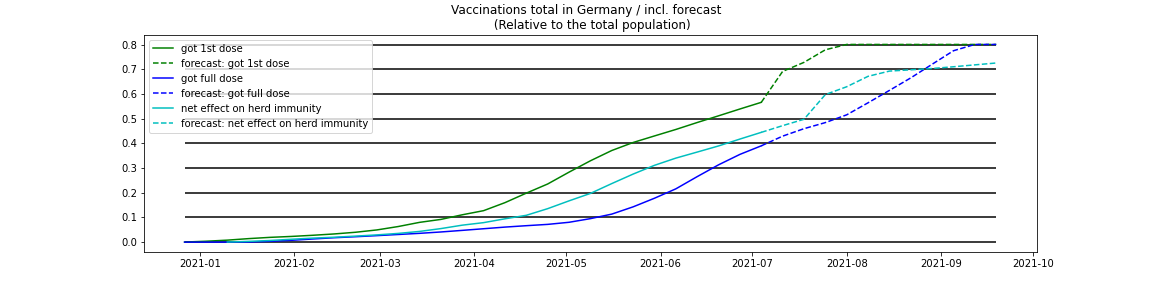 Vaccinations total in Germany / incl. forecast
(Relative to the total population)
0.8
0.7
0.6
0.5
0.4
0.3
0.2
0.1
0.0
got 1st dose
forecast: got 1st dose
got full dose
forecast: got full dose
net effect on herd immunity
forecast: net effect on herd immunity
2021-01 2021-02 2021-03 2021-04 2021-05 2021-06 2021-07 2021-08 2021-09 2021-10